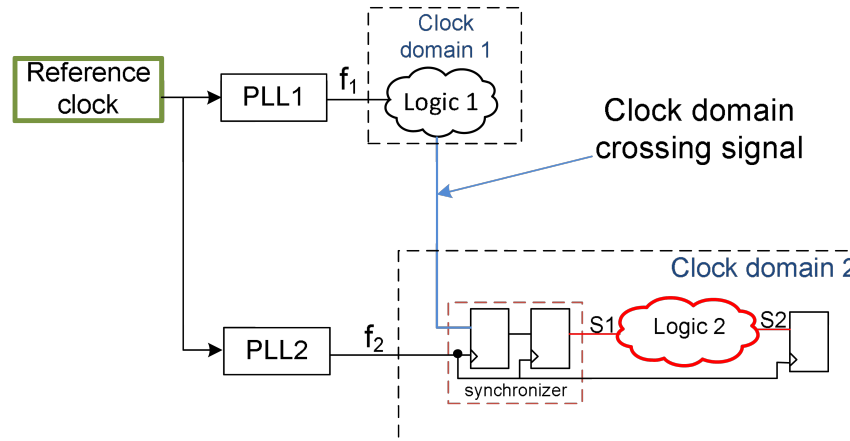 Clock
domain 1
Reference
clock
PLL1
f1
Logic 1
Clock domain
crossing signal
Clock domain 2
PLL2
f2
S1
Logic 2
S2
synchronizer